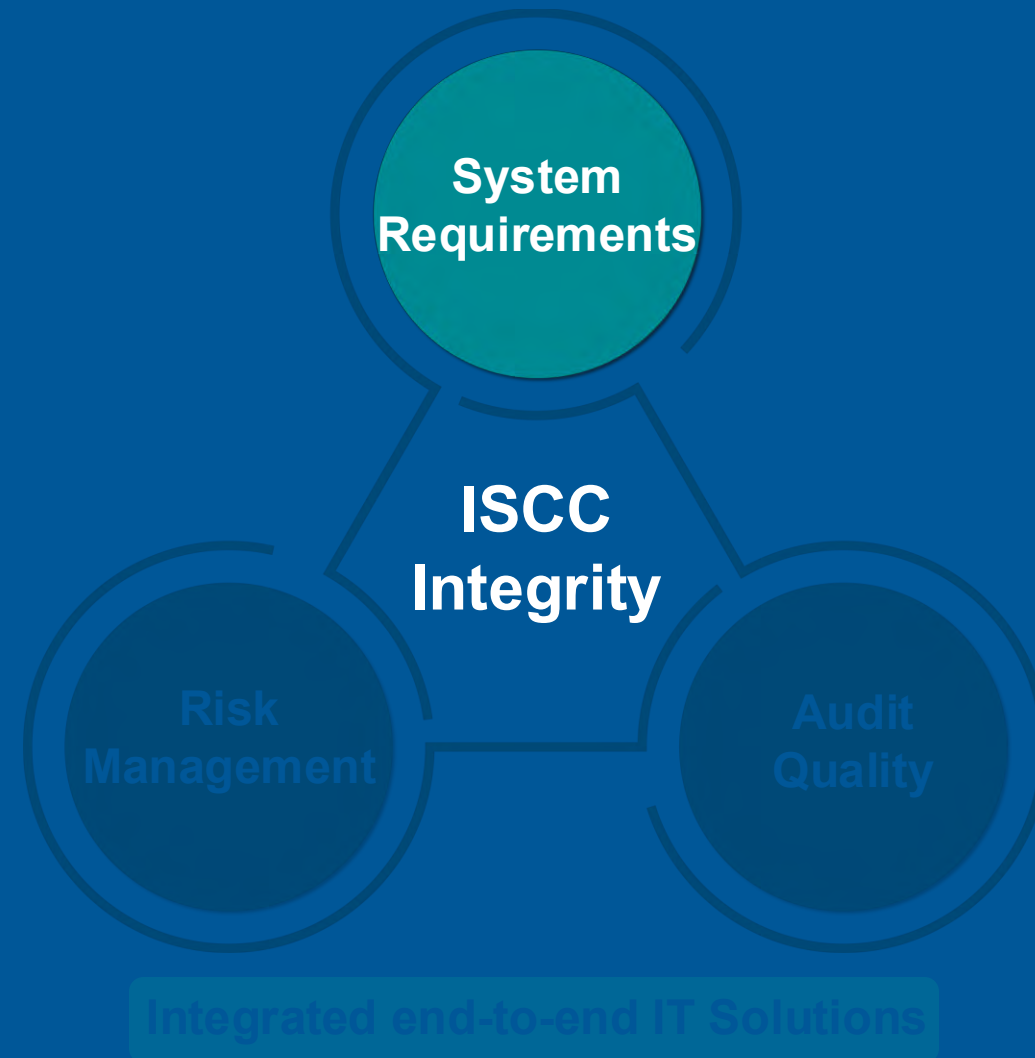 System
Requirements
ISCC
Integrity
Risk
Management
Audit
Quality
Integrated end-to-end IT Solutions